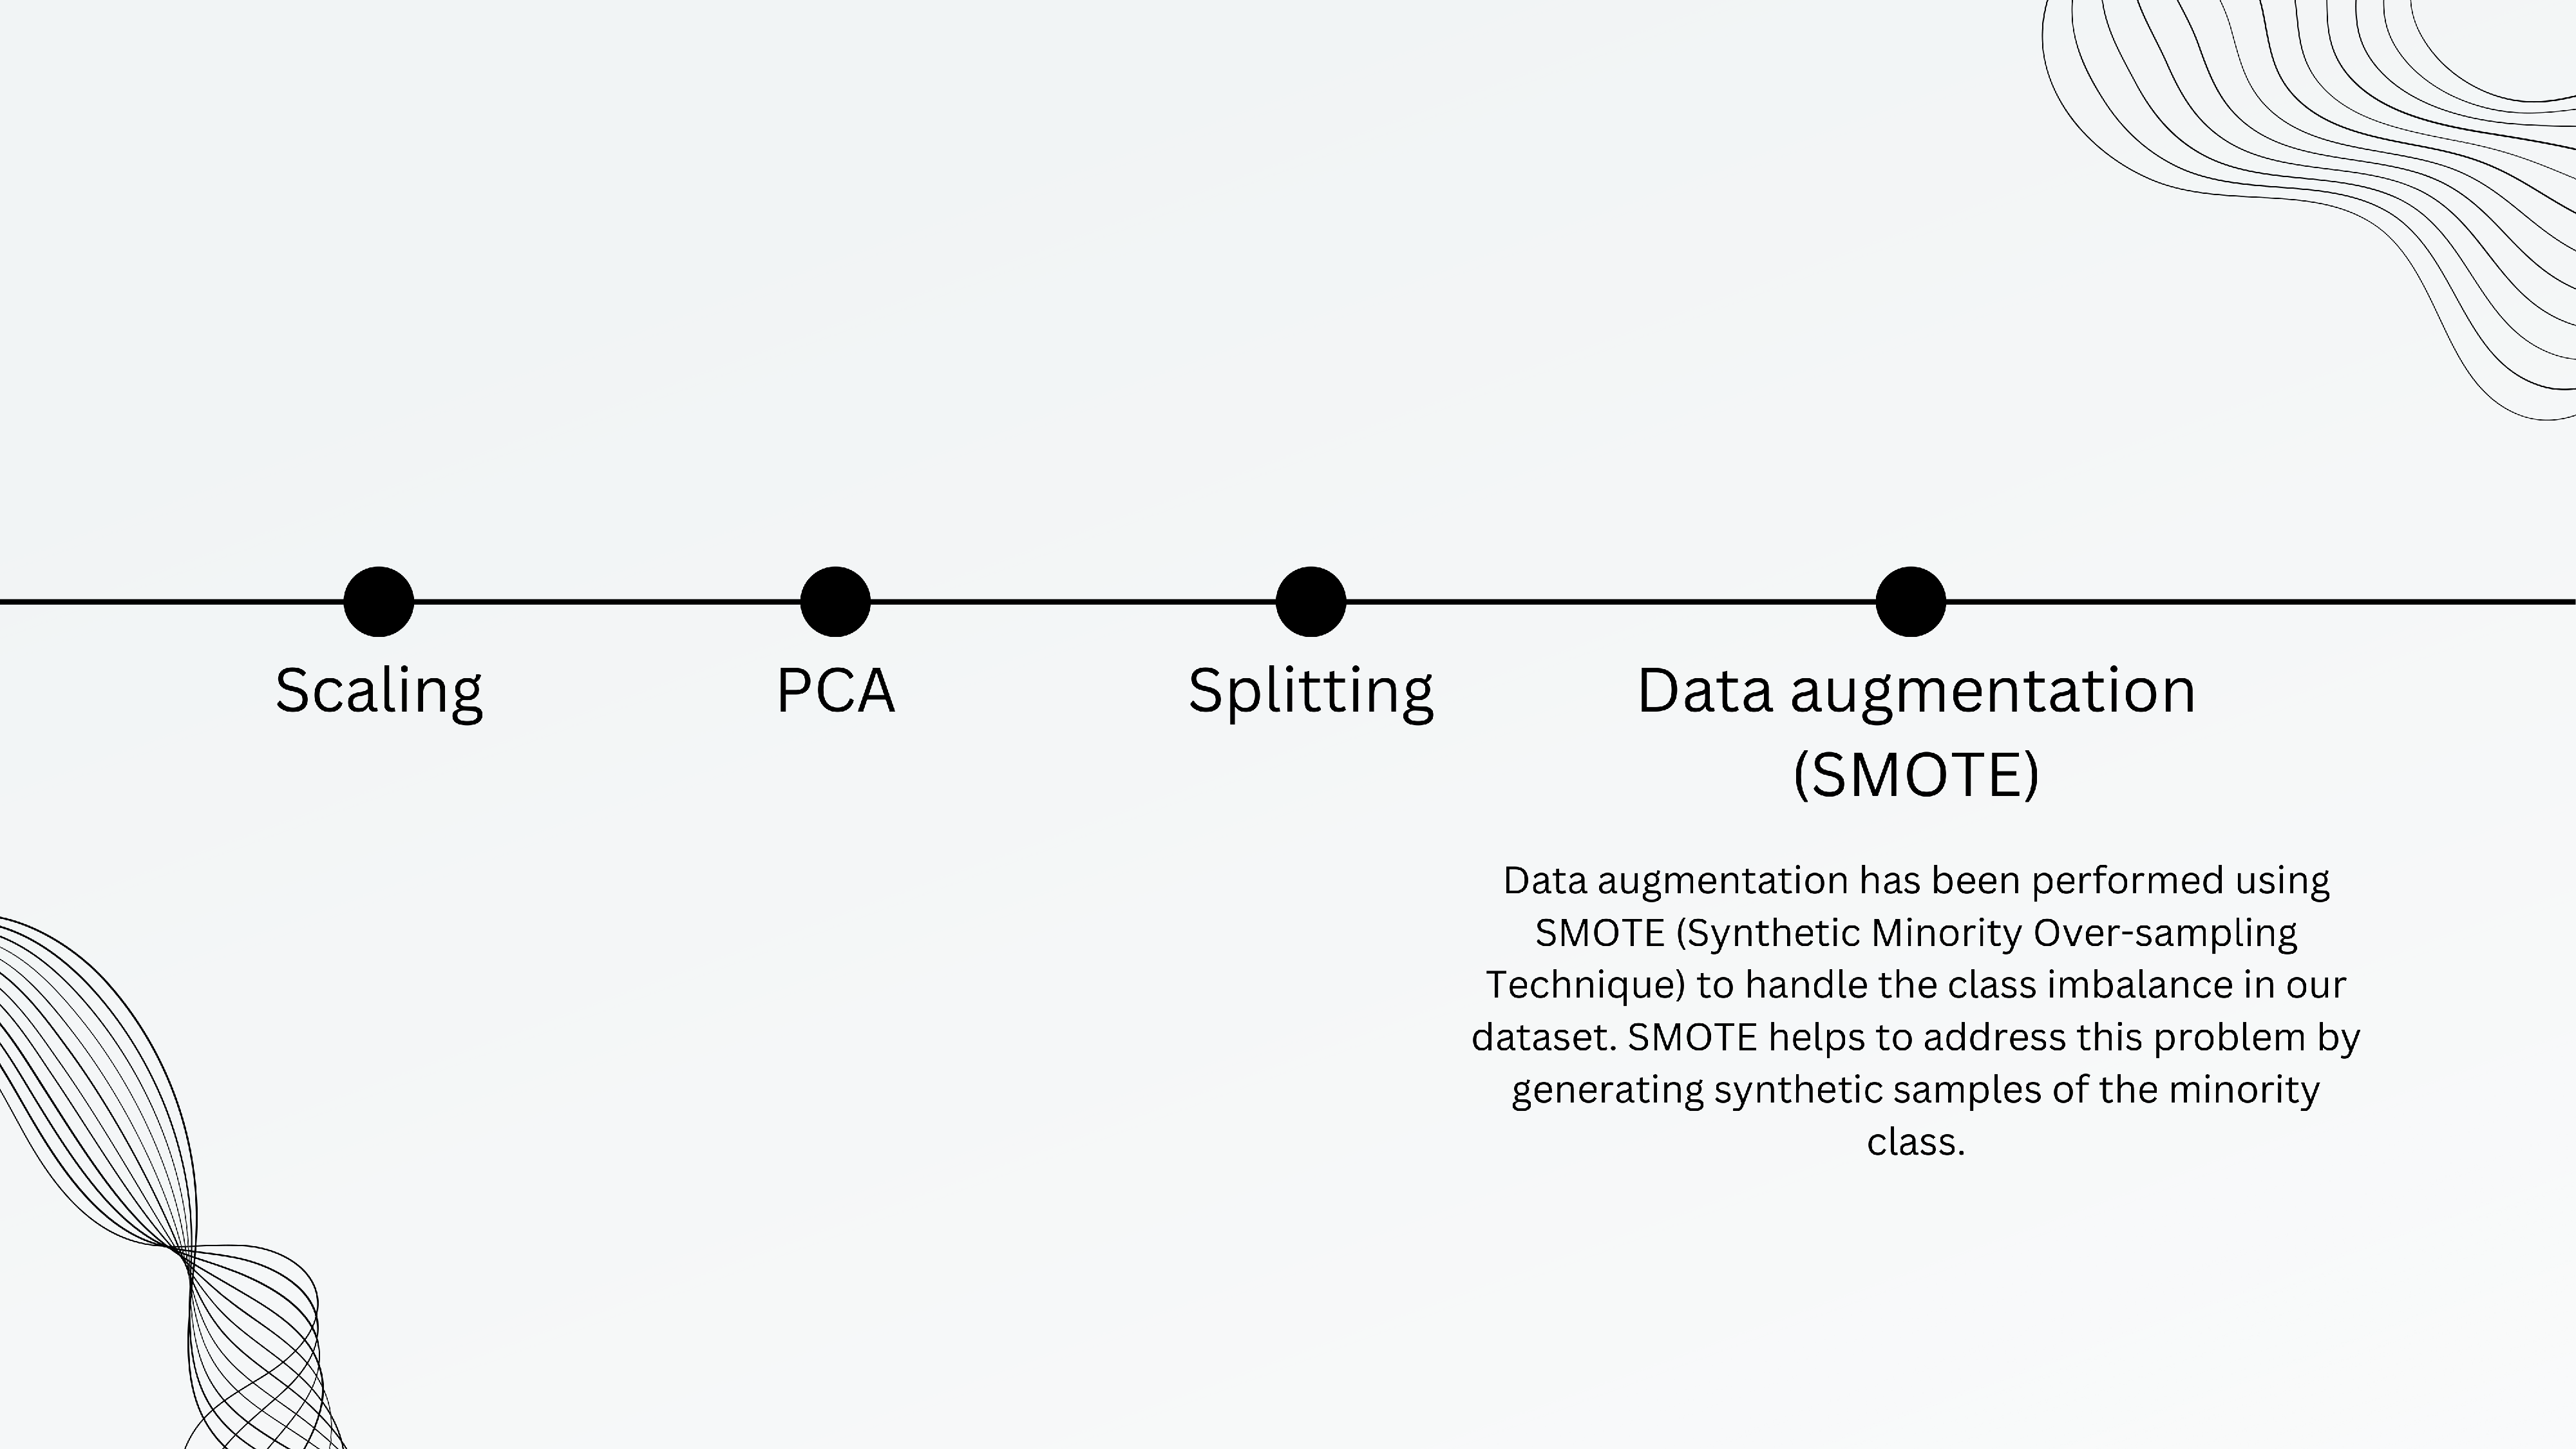 Scaling
PCA
Splitting
Data augmentation
(SMOTE)
Data augmentation has been performed using
SMOTE (Synthetic Minority Over-sampling
Technique) to handle the class imbalance in our
dataset. SMOTE helps to address this problem by
generating synthetic samples of the minority
class.